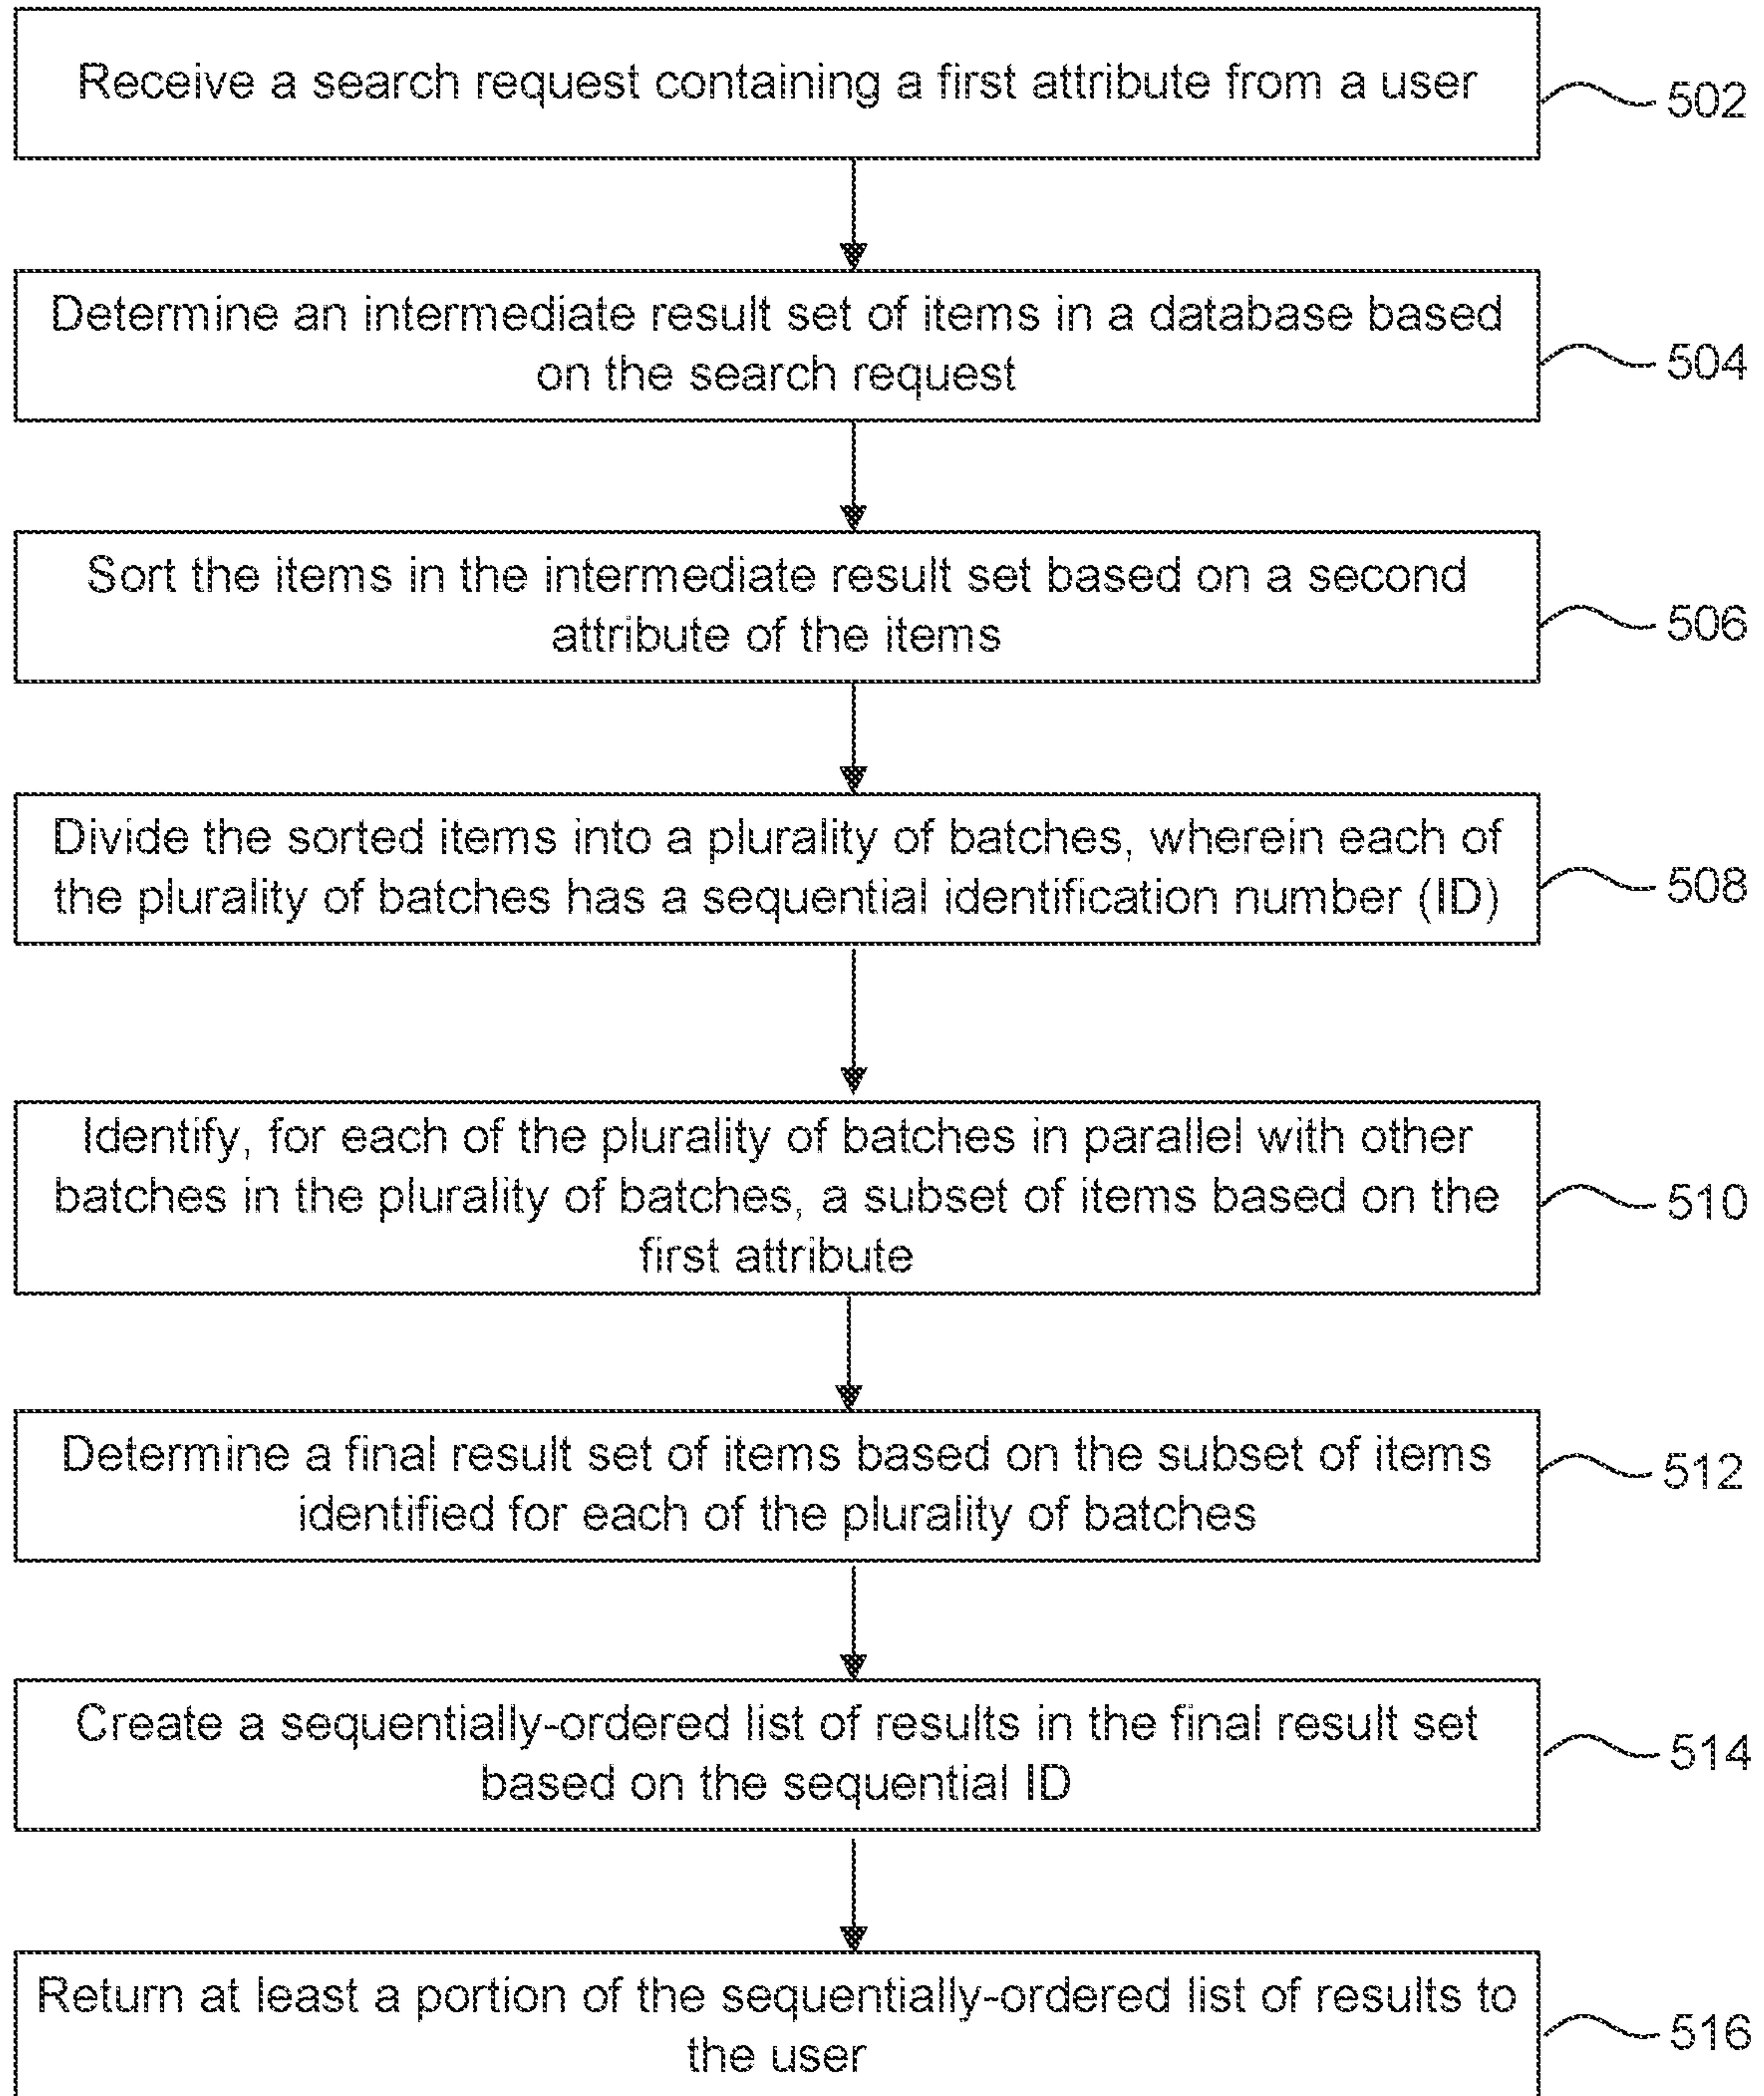 Receive a search request containing a first attribute from a user
502
Determine an intermediate result set of items in a database based
on the search request
504
Sort the items in the intermediate result set based on a second
attribute of the items
506
Divide the sorted items into a plurality of batches, wherein each of
the plurality of batches has a sequential identification number (ID)
508
Identify, for each of the plurality of batches in parallel with other
batches in the plurality of batches, a subset of items based on the
first attribute
510
Determine a final result set of items based on the subset of items
identified for each of the plurality of batches
512
Create a sequentially-ordered list of results in the final result set
based on the sequential ID
514
Return at least a portion of the sequentially-ordered list of results to
the user
516